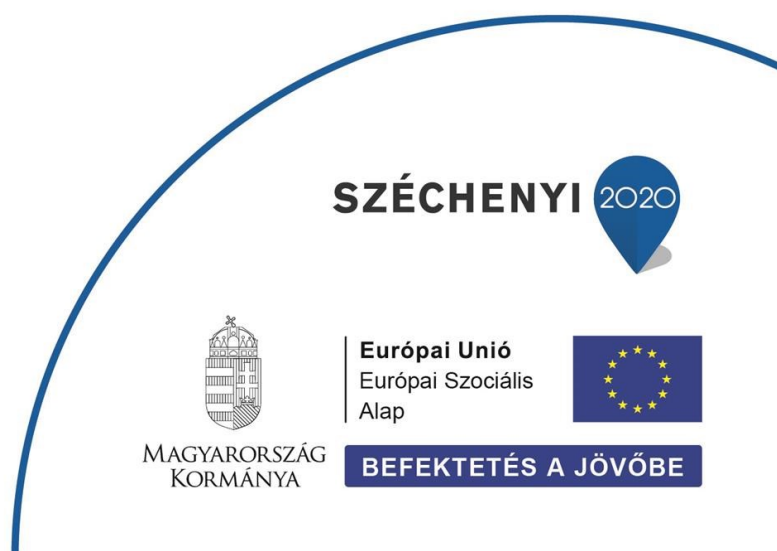 SZÉCHENYI 2020
Európai Unió
Európai Szociális
Alap
MAGYARORSZÁG
KORMÁNYA
BEFEKTETÉS A JÖVŐBE